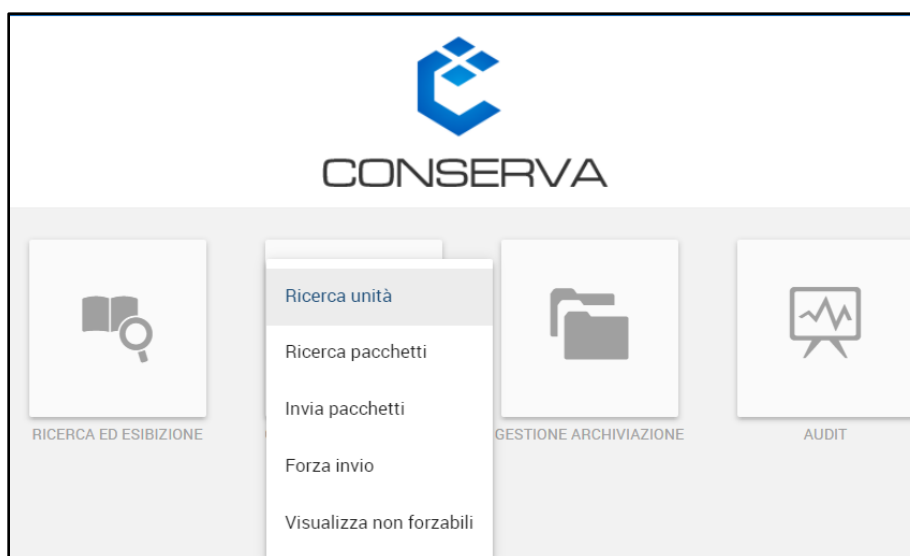 CONSERVA
Ricerca unità
Ricerca pacchetti
Invia pacchetti
Forza invio
Visualizza non forzabili
RICERCA ED ESIBIZIONE
GESTIONE ARCHIVIAZIONE
AUDIT